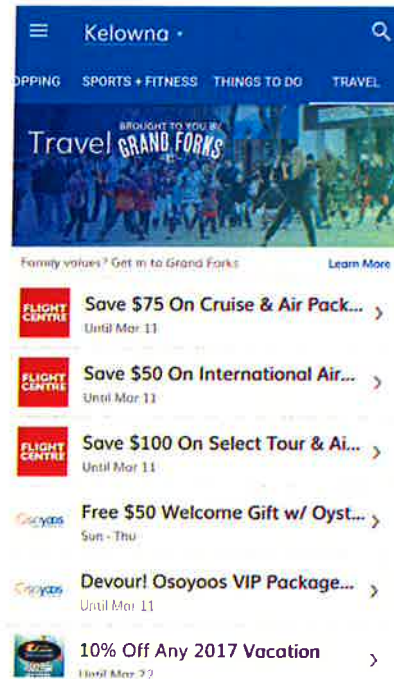 Kelowna
OPPING SPORTS + FITNESS THINGS TO DO TRAVEL
BROUGHT TO YOU BY
Travel GRAND FORKS
Family values? Get in to Grand Forks Learn More
FLIGHT CENTRE
Save $75 On Cruise & Air Pack...
Until Mar 11
FLIGHT CENTRE
Save $50 On International Air...
Until Mar 11
FLIGHT CENTRE
Save $100 On Select Tour & Ai...
Until Mar 11
Osoyoos
Free $50 Welcome Gift w/ Oyst...
Sun - Thu
Osoyoos
Devour! Osoyoos VIP Package...
Until Mar 11
10% Off Any 2017 Vacation
Until Mar 22